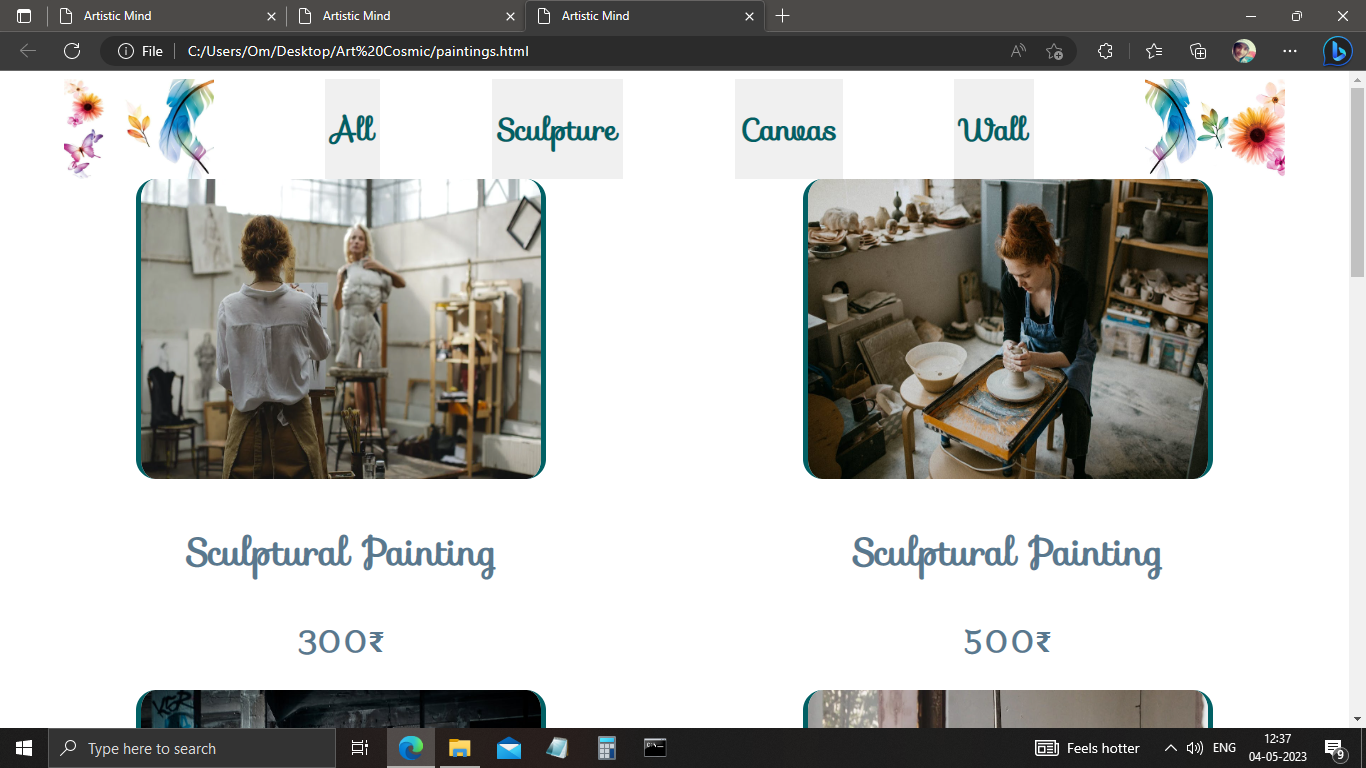 Artistic Mind
Artistic Mind
Artistic Mind
File
C:/Users/Om/Desktop/Art%20Cosmic/paintings.html
All
Sculpture
Canvas
Wall
Sculptural Painting
Sculptural Painting
300₹
500₹
Type here to search
Feels hotter
ENG
12:37
04-05-2023
9